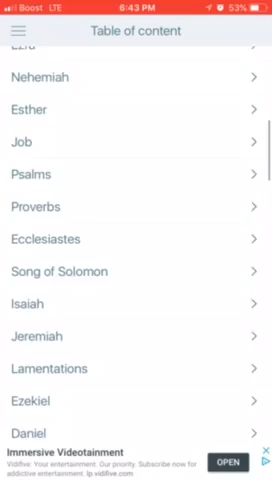 Boost LTE 6:43 PM 53%
Table of content
Ezra
Nehemiah
Esther
Job
Psalms
Proverbs
Ecclesiastes
Song of Solomon
Isaiah
Jeremiah
Lamentations
Ezekiel
Daniel
Immersive Videotainment
Vidifive: Your entertainment. Our priority. Subscribe now for
addictive entertainment. lp.vidifive.com
OPEN